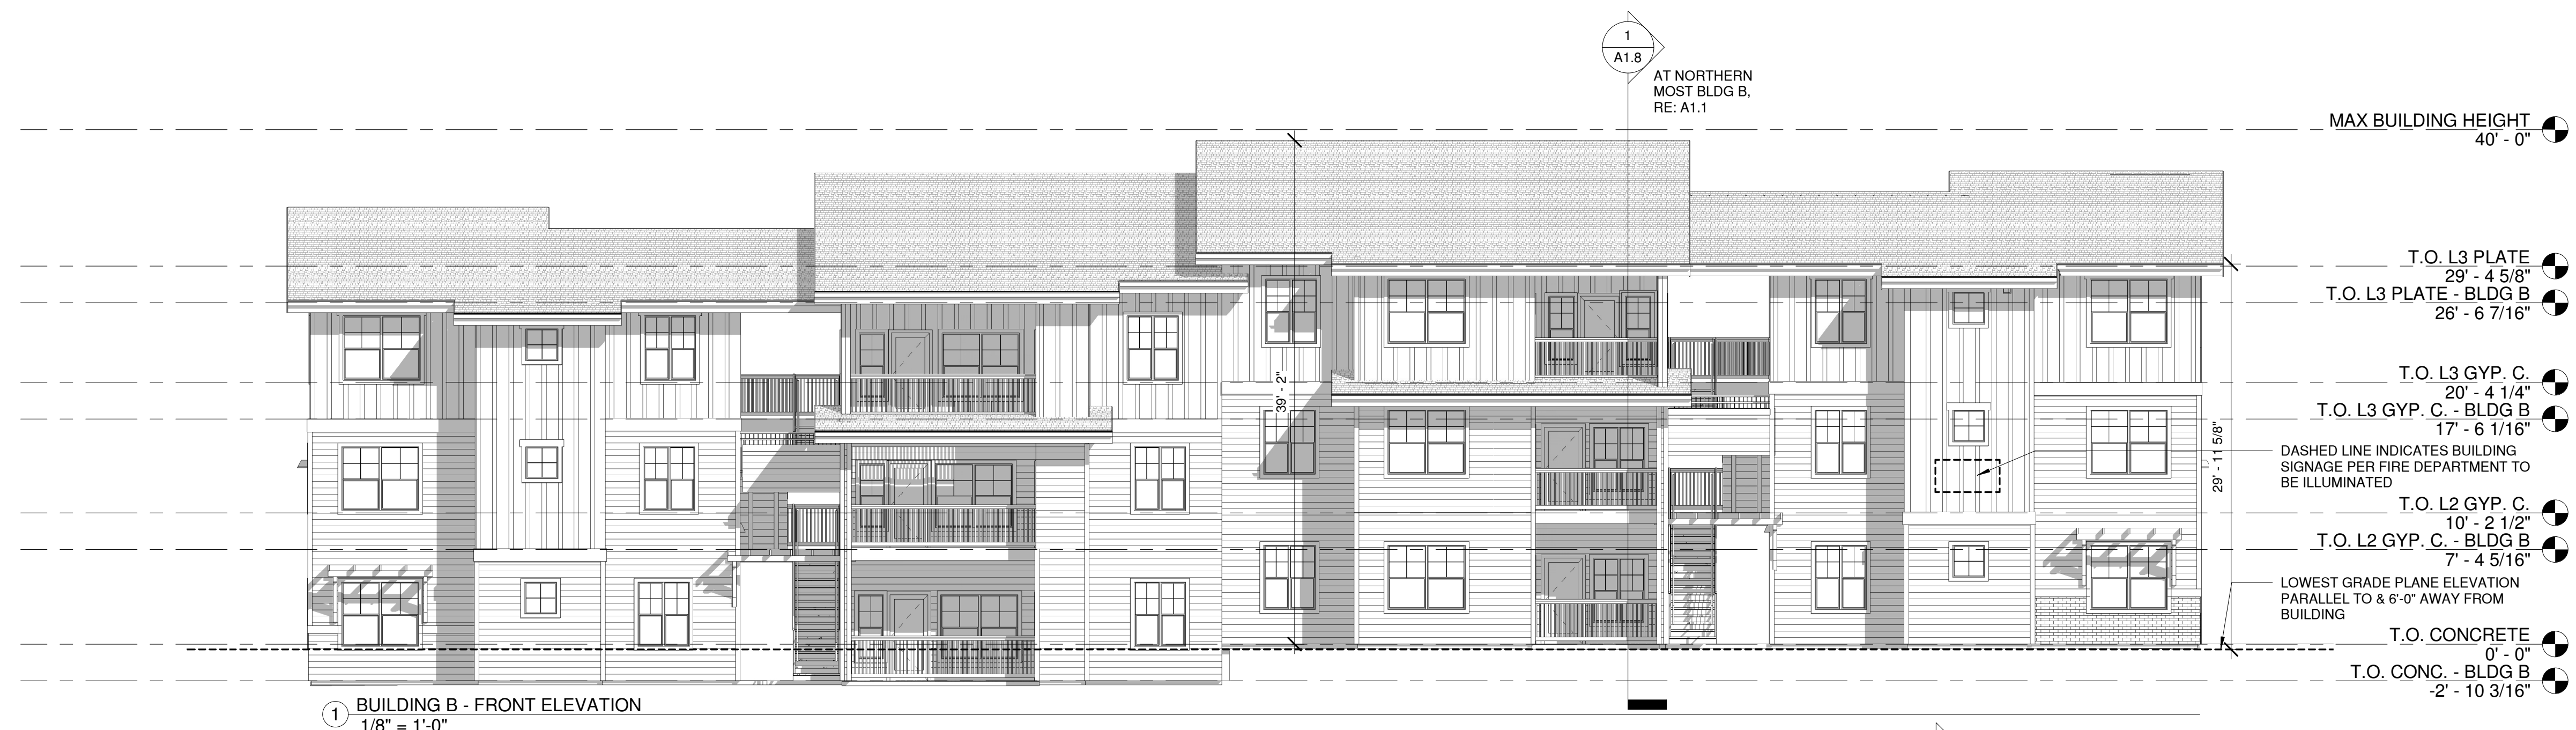 1
A1.8
AT NORTHERN
MOST BLDG B,
RE: A1.1
MAX BUILDING HEIGHT
40' - 0"
T.O. L3 PLATE
29' - 4 5/8"
T.O. L3 PLATE - BLDG B
26' - 6 7/16"
T.O. L3 GYP. C.
20' - 4 1/4"
T.O. L3 GYP. C. - BLDG B
17' - 6 1/16"
39' - 2"
29' - 11 5/8"
DASHED LINE INDICATES BUILDING
SIGNAGE PER FIRE DEPARTMENT TO
BE ILLUMINATED
T.O. L2 GYP. C.
10' - 2 1/2"
T.O. L2 GYP. C. - BLDG B
7' - 4 5/16"
LOWEST GRADE PLANE ELEVATION
PARALLEL TO & 6'-0" AWAY FROM
BUILDING
T.O. CONCRETE
0' - 0"
T.O. CONC. - BLDG B
-2' - 10 3/16"
1
BUILDING B - FRONT ELEVATION
1/8" = 1'-0"